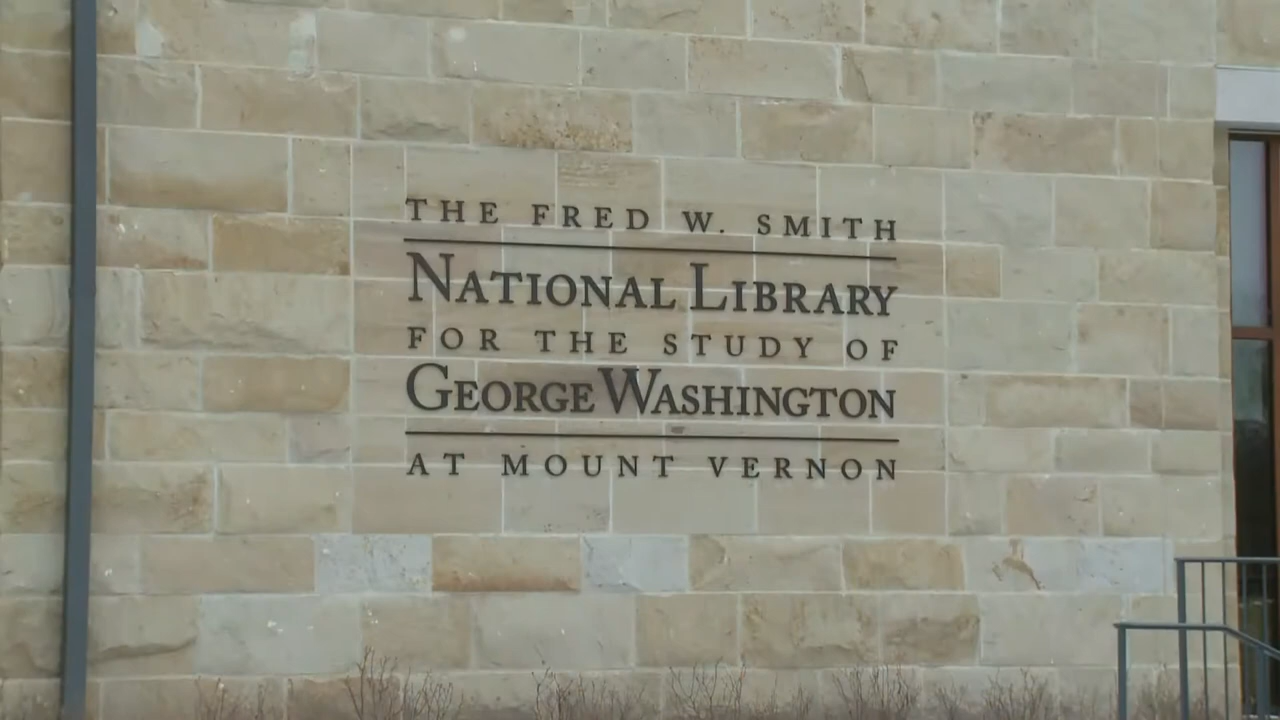 THE FRED W. SMITH
NATIONAL LIBRARY
FOR THE STUDY OF
GEORGE WASHINGTON
AT MOUNT VERNON